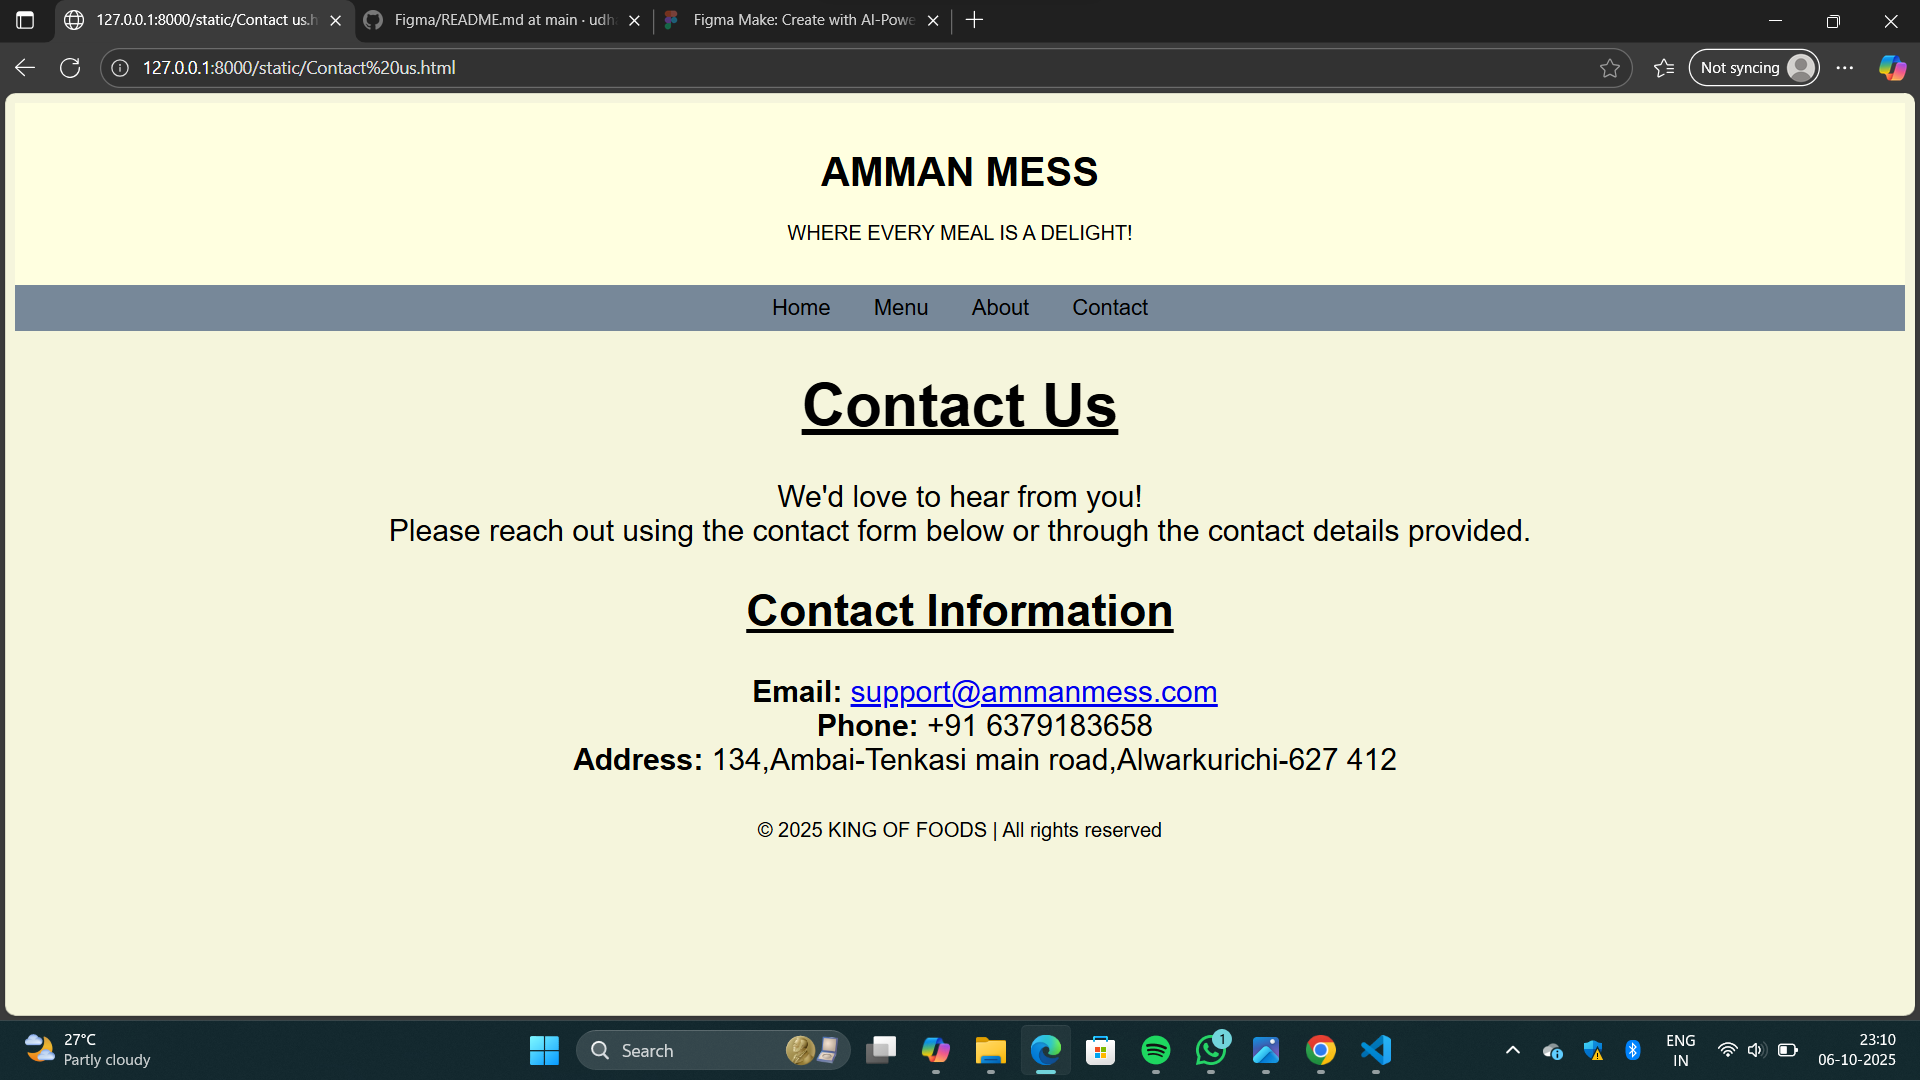 127.0.0.1:8000/static/Contact us.h
Figma/README.md at main · udha
Figma Make: Create with AI-Powe
127.0.0.1:8000/static/Contact%20us.html
Not syncing
AMMAN MESS
WHERE EVERY MEAL IS A DELIGHT!
Home Menu About Contact
Contact Us
We'd love to hear from you!
Please reach out using the contact form below or through the contact details provided.
Contact Information
Email: support@ammanmess.com
Phone: +91 6379183658
Address: 134,Ambai-Tenkasi main road,Alwarkurichi-627 412
© 2025 KING OF FOODS | All rights reserved
27°C
Partly cloudy
Search
1
ENG
IN
23:10
06-10-2025